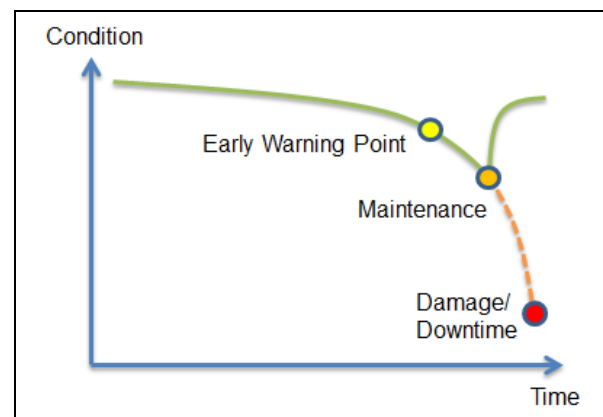 Condition
Early Warning Point
Maintenance
Damage/
Downtime
Time